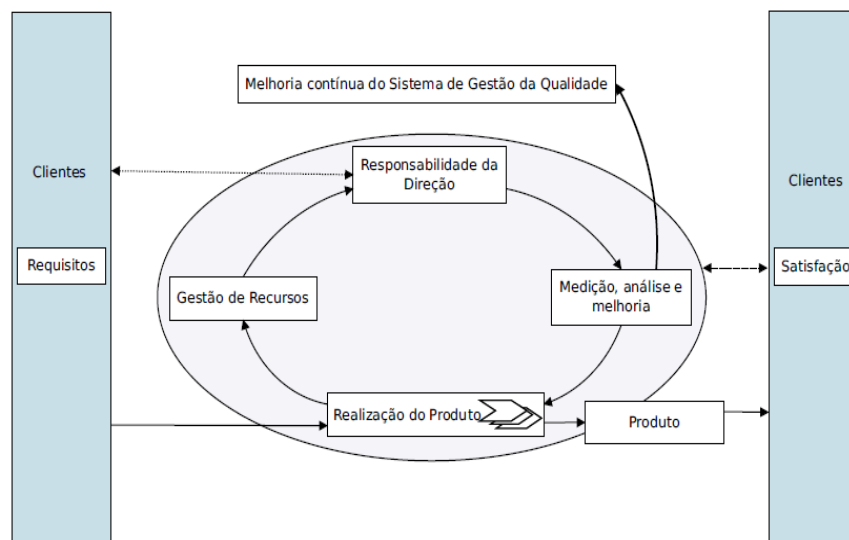 Melhoria contínua do Sistema de Gestão da Qualidade
Clientes
Requisitos
Responsabilidade da
Direção
Gestão de Recursos
Medição, análise e
melhoria
Realização do Produto
Produto
Clientes
Satisfação